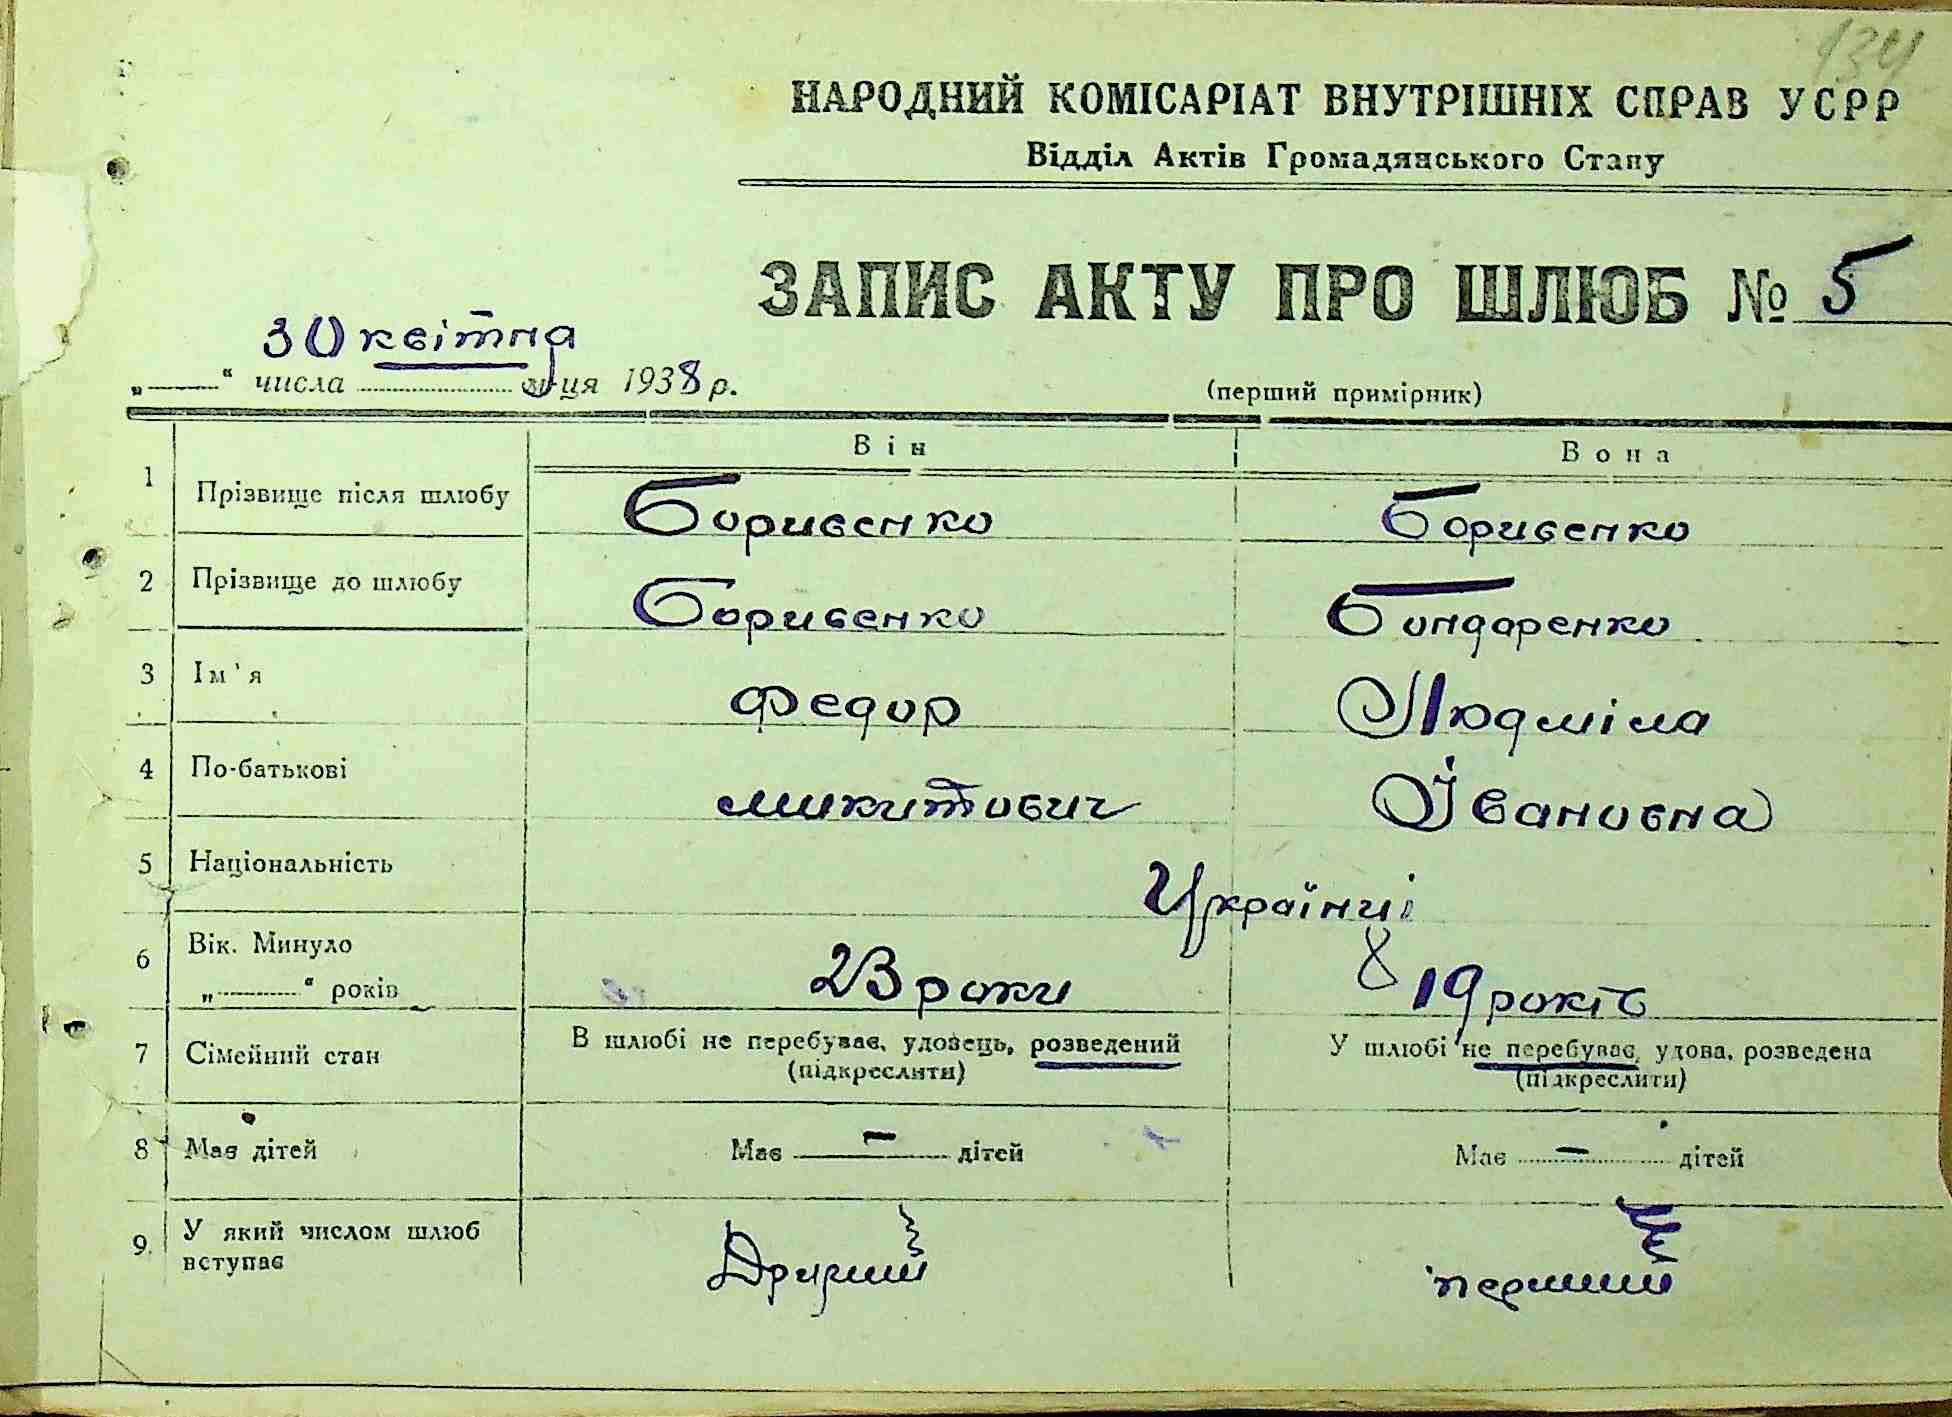 134
НАРОДНИЙ КОМІСАРІАТ ВНУТРІШНІХ СПРАВ УСРР
Відділ Актів Громадянського Стану
ЗАПИС АКТУ ПРО ШЛЮБ № 5
30 квітня
„—“ числа м-ця 1938 р.
(перший примірник)
Він Вона
1 Прізвище після шлюбу Боривенко Боривенко
2 Прізвище до шлюбу Боривенко Бондаренко
3 Ім'я Федор Людміла
4 По-батькові микитович Івановна
5 Національність Українці
6 Вік. Минуло
„—“ років 23 роки 19 років
7 Сімейний стан В шлюбі не перебуває, удовець, розведений У шлюбі не перебуває, удова, розведена
(підкреслити) (підкреслити)
8 Має дітей Має — дітей Має — дітей
9. У який числом шлюб
вступає Другий перший